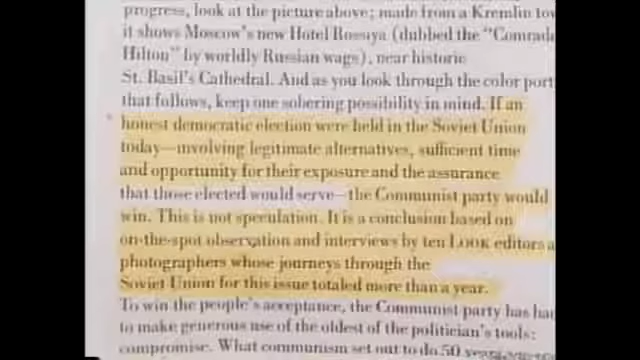 progress, look at the picture above; made from a Kremlin tow
it shows Moscow's new Hotel Rossiya (dubbed the "Comrade
Hilton" by worldly Russian wags), near historic
St. Basil's Cathedral. And as you look through the color port
that follows, keep one sobering possibility in mind. If an
honest democratic election were held in the Soviet Union
today—involving legitimate alternatives, sufficient time
and opportunity for their exposure and the assurance
that those elected would serve—the Communist party would
win. This is not speculation. It is a conclusion based on
on-the-spot observation and interviews by ten LOOK editors a
photographers whose journeys through the
Soviet Union for this issue totaled more than a year.
To win the people's acceptance, the Communist party has had
to make generous use of the oldest of the politician's tools:
compromise. What communism set out to do 50 years